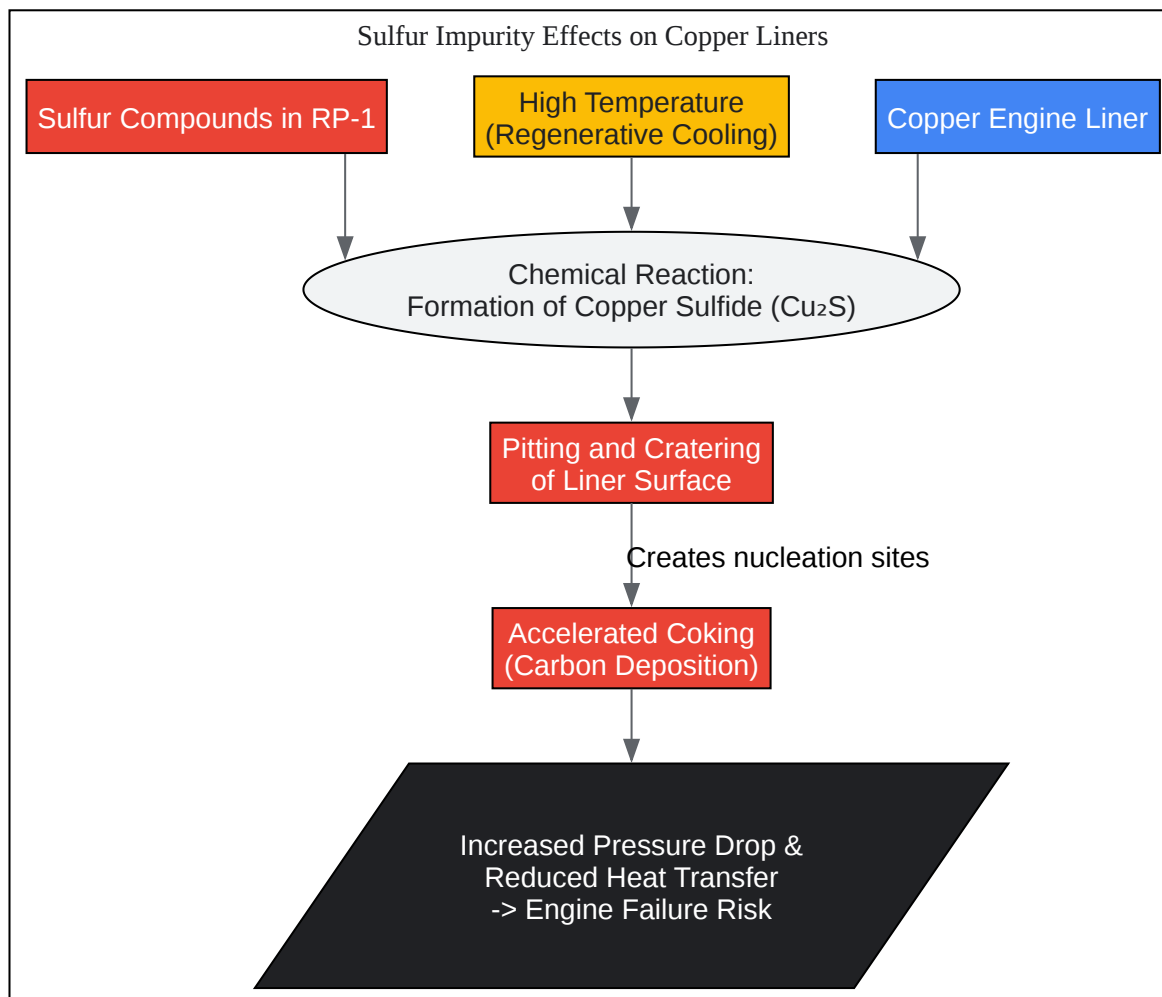 Sulfur Impurity Effects on Copper Liners
Sulfur Compounds in RP-1
High Temperature
(Regenerative Cooling)
Copper Engine Liner
Chemical Reaction:
Formation of Copper Sulfide (Cu₂S)
Pitting and Cratering
of Liner Surface
Creates nucleation sites
Accelerated Coking
(Carbon Deposition)
Increased Pressure Drop &
Reduced Heat Transfer
-> Engine Failure Risk